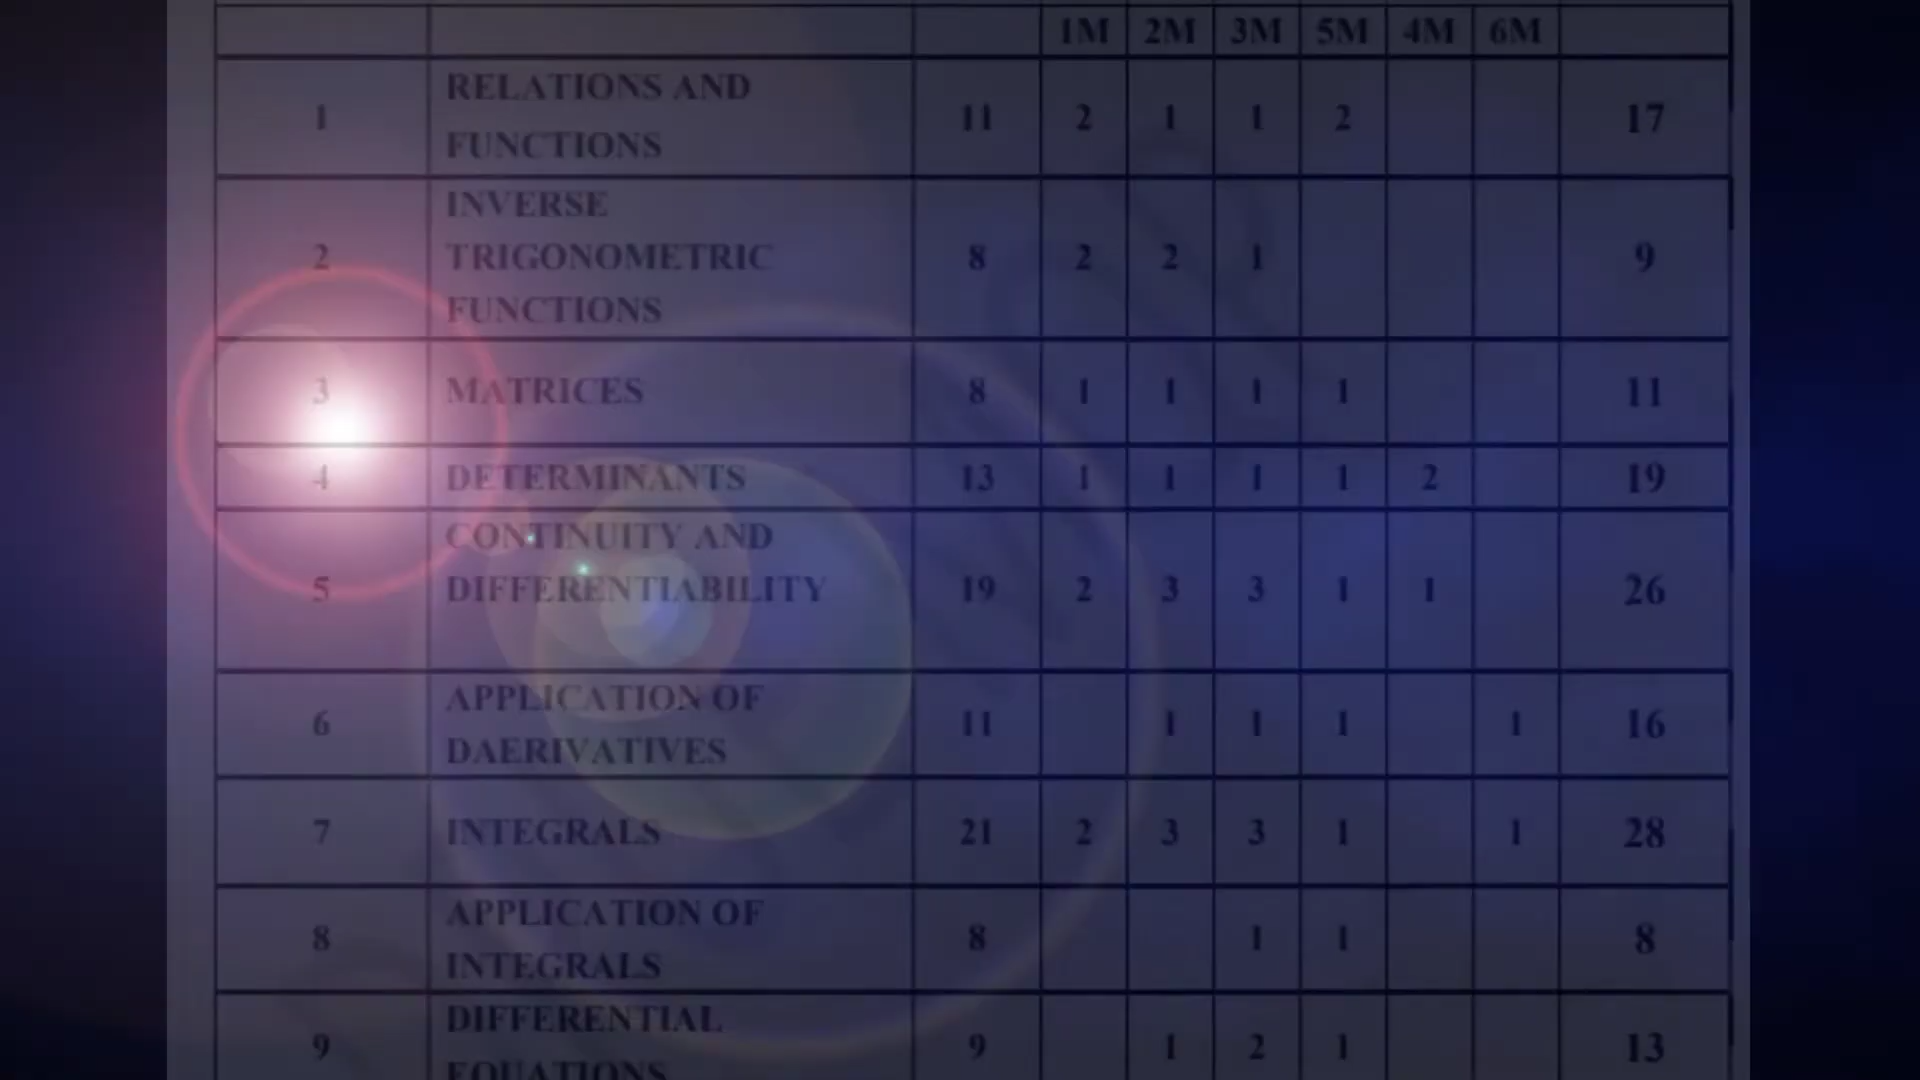 1M 2M 3M 5M 4M 6M
1 RELATIONS AND FUNCTIONS 11 2 1 1 2 17
2 INVERSE TRIGONOMETRIC FUNCTIONS 8 2 2 1 9
3 MATRICES 8 1 1 1 1 11
4 DETERMINANTS 13 1 1 1 1 2 19
5 CONTINUITY AND DIFFERENTIABILITY 19 2 3 3 1 1 26
6 APPLICATION OF DAERIVATIVES 11 1 1 1 1 16
7 INTEGRALS 21 2 3 3 1 1 28
8 APPLICATION OF INTEGRALS 8 1 1 8
9 DIFFERENTIAL EQUATIONS 9 1 2 1 13